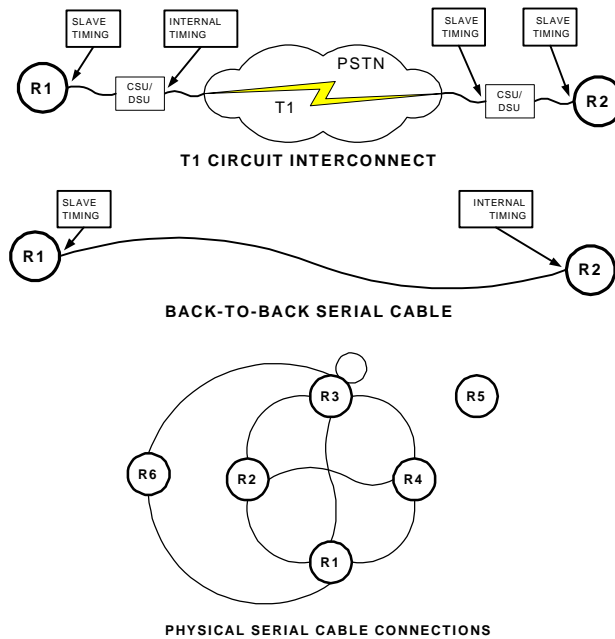 SLAVE
TIMING
INTERNAL
TIMING
SLAVE
TIMING
SLAVE
TIMING
PSTN
R1
CSU/
DSU
T1
CSU/
DSU
R2
T1 CIRCUIT INTERCONNECT
SLAVE
TIMING
INTERNAL
TIMING
R1
R2
BACK-TO-BACK SERIAL CABLE
R3
R5
R6
R2
R4
R1
PHYSICAL SERIAL CABLE CONNECTIONS